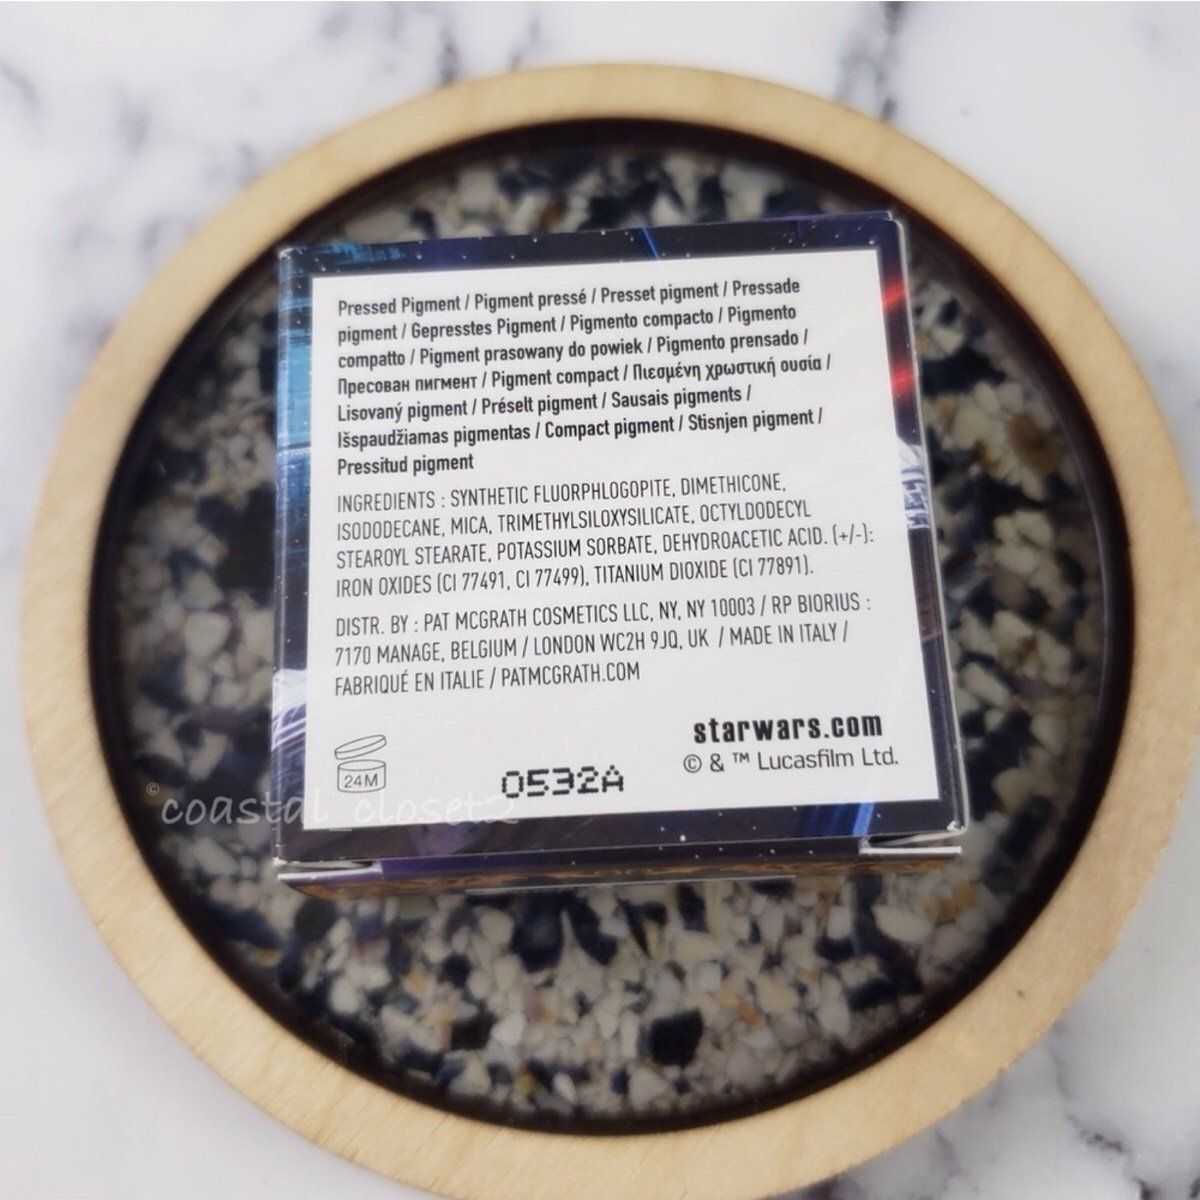 Pressed Pigment / Pigment pressé / Presset pigment / Pressade
pigment / Gepresstes Pigment / Pigmento compacto / Pigmento
compatto / Pigment prasowany do powiek / Pigmento prensado /
Пресован пигмент / Pigment compact / Πιεσμένη χρωστική ουσία /
Lisovaný pigment / Préselt pigment / Sausais pigments /
Išspaudžiamas pigmentas / Compact pigment / Stisnjen pigment /
Pressitud pigment
INGREDIENTS : SYNTHETIC FLUORPHLOGOPITE, DIMETHICONE,
ISODODECANE, MICA, TRIMETHYLSILOXYSILICATE, OCTYLDODECYL
STEAROYL STEARATE, POTASSIUM SORBATE, DEHYDROACETIC ACID. (+/-):
IRON OXIDES (CI 77491, CI 77499), TITANIUM DIOXIDE (CI 77891).
DISTR. BY : PAT MCGRATH COSMETICS LLC, NY, NY 10003 / RP BIORIUS :
7170 MANAGE, BELGIUM / LONDON WC2H 9JQ, UK / MADE IN ITALY /
FABRIQUÉ EN ITALIE / PATMCGRATH.COM
starwars.com
© & ™ Lucasfilm Ltd.
24M
0532A
© coastal_closet2